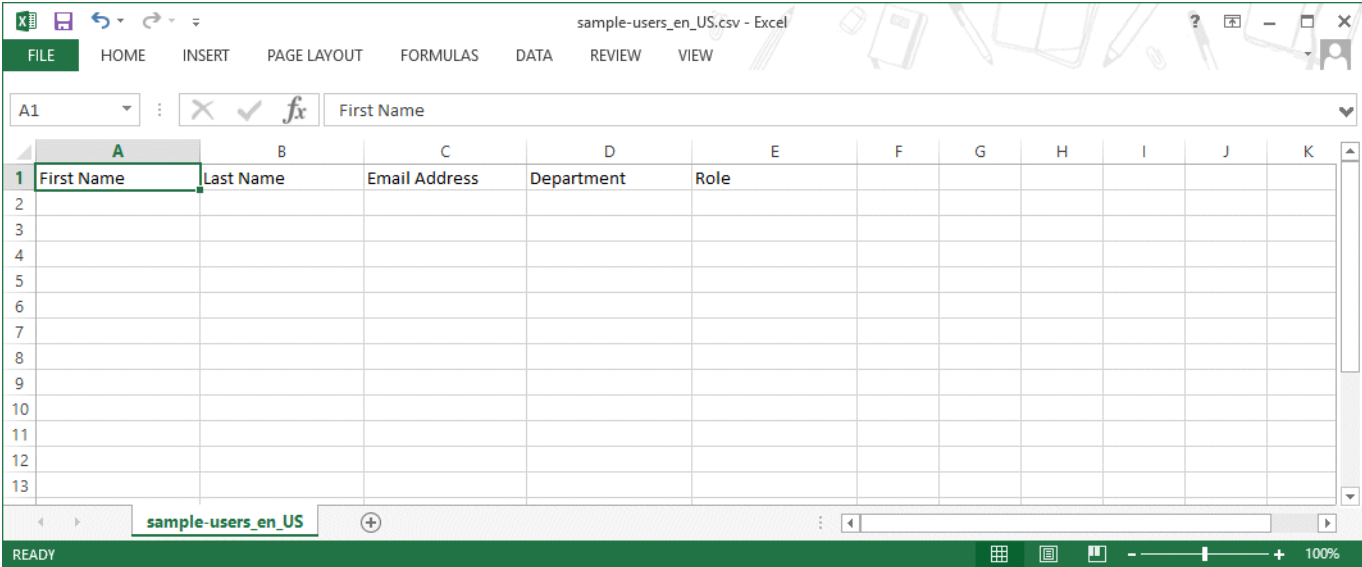 sample-users_en_US.csv - Excel ?
FILE HOME INSERT PAGE LAYOUT FORMULAS DATA REVIEW VIEW
A1 fx First Name
A B C D E F G H I J K
1 First Name Last Name Email Address Department Role
2
3
4
5
6
7
8
9
10
11
12
13
sample-users_en_US
READY 100%